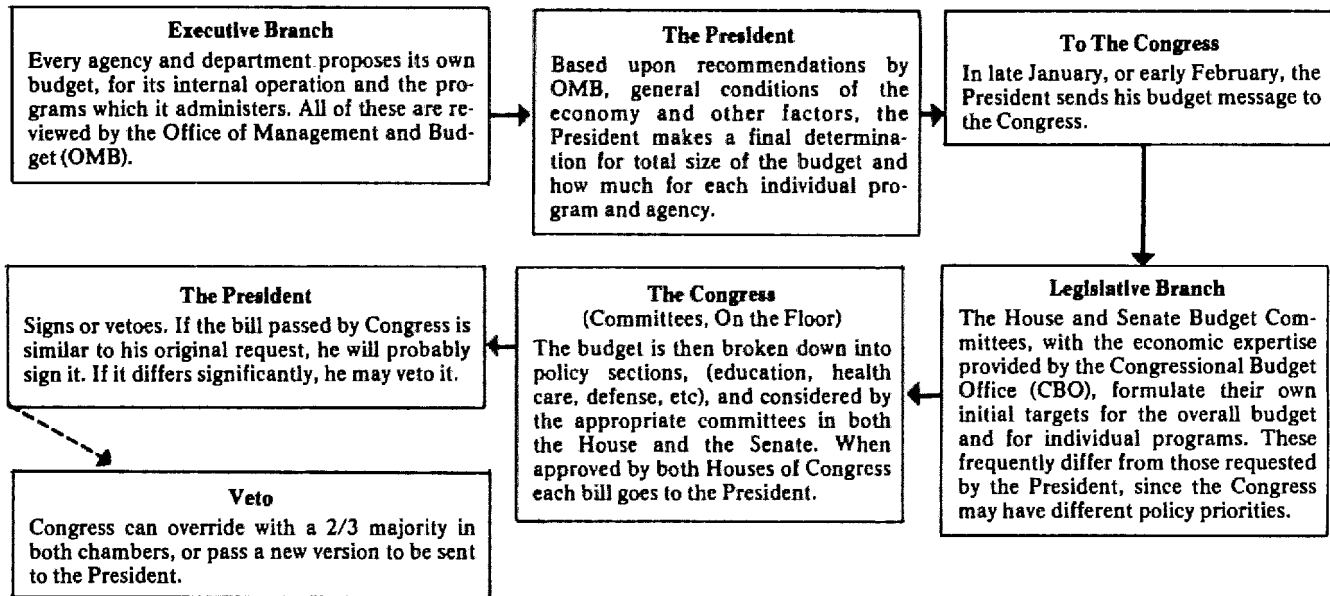 Executive Branch
Every agency and department proposes its own
budget, for its internal operation and the pro-
grams which it administers. All of these are re-
viewed by the Office of Management and Bud-
get (OMB).
The President
Based upon recommendations by
OMB, general conditions of the
economy and other factors, the
President makes a final determina-
tion for total size of the budget and
how much for each individual pro-
gram and agency.
To The Congress
In late January, or early February, the
President sends his budget message to
the Congress.
Legislative Branch
The House and Senate Budget Com-
mittees, with the economic expertise
provided by the Congressional Budget
Office (CBO), formulate their own
initial targets for the overall budget
and for individual programs. These
frequently differ from those requested
by the President, since the Congress
may have different policy priorities.
The Congress
(Committees, On the Floor)
The budget is then broken down into
policy sections, (education, health
care, defense, etc), and considered by
the appropriate committees in both
the House and the Senate. When
approved by both Houses of Congress
each bill goes to the President.
The President
Signs or vetoes. If the bill passed by Congress is
similar to his original request, he will probably
sign it. If it differs significantly, he may veto it.
Veto
Congress can override with a 2/3 majority in
both chambers, or pass a new version to be sent
to the President.